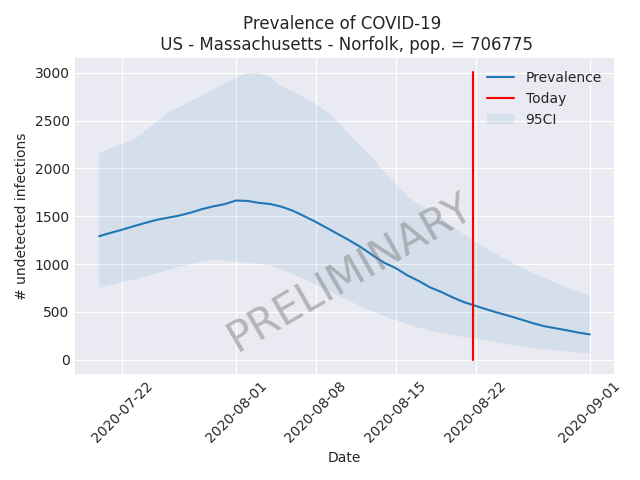 Prevalence of COVID-19
US - Massachusetts - Norfolk, pop. = 706775
3000
2500
2000
1500
1000
500
0
# undetected infections
Prevalence
Today
95CI
PRELIMINARY
2020-07-22
2020-08-01
2020-08-08
2020-08-15
2020-08-22
2020-09-01
Date